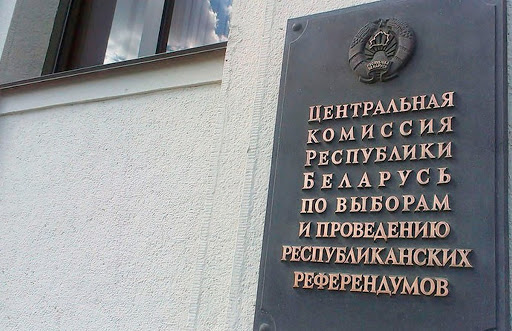 ЦЕНТРАЛЬНАЯ
КОМИССИЯ
РЕСПУБЛИКИ
БЕЛАРУСЬ
ПО ВЫБОРАМ
И ПРОВЕДЕНИЮ
РЕСПУБЛИКАНСКИХ
РЕФЕРЕНДУМОВ